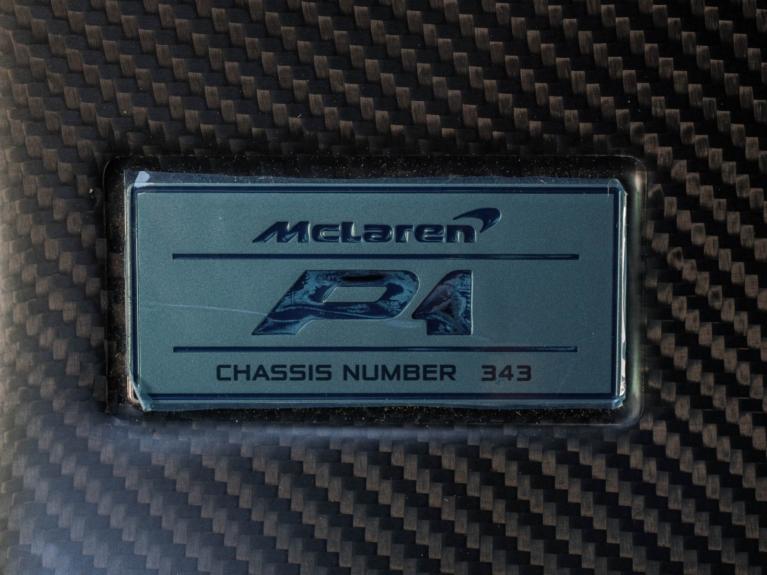 McLaren
P1
CHASSIS NUMBER 343